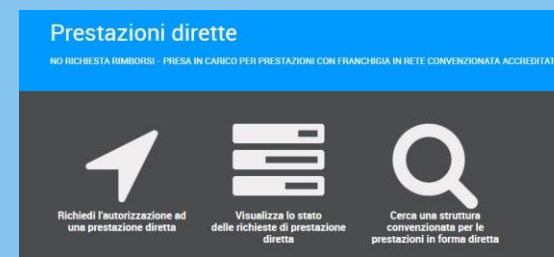 Prestazioni dirette
NO RICHIESTA RIMBORSI - PRESA IN CARICO PER PRESTAZIONI CON FRANCHIGIA IN RETE CONVENZIONATA ACCREDITAT
Richiedi l'autorizzazione ad
una prestazione diretta
Visualizza lo stato
delle richieste di prestazione
diretta
Cerca una struttura
convenzionata per le
prestazioni in forma diretta